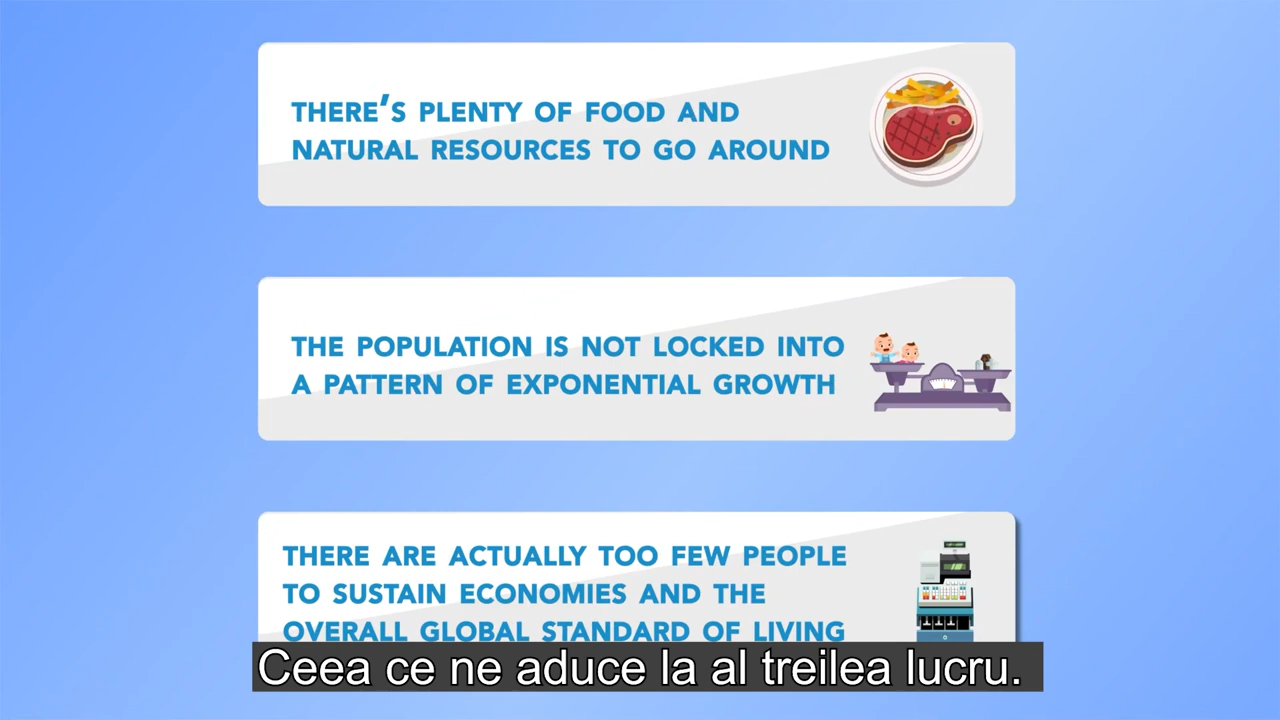 THERE'S PLENTY OF FOOD AND
NATURAL RESOURCES TO GO AROUND
THE POPULATION IS NOT LOCKED INTO
A PATTERN OF EXPONENTIAL GROWTH
THERE ARE ACTUALLY TOO FEW PEOPLE
TO SUSTAIN ECONOMIES AND THE
OVERALL GLOBAL STANDARD OF LIVING
Ceea ce ne aduce la al treilea lucru.